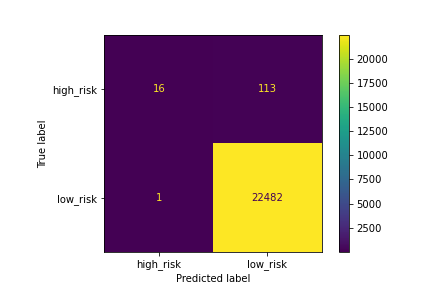 high_risk
16
113
low_risk
1
22482
high_risk
low_risk
Predicted label
True label
20000
17500
15000
12500
10000
7500
5000
2500